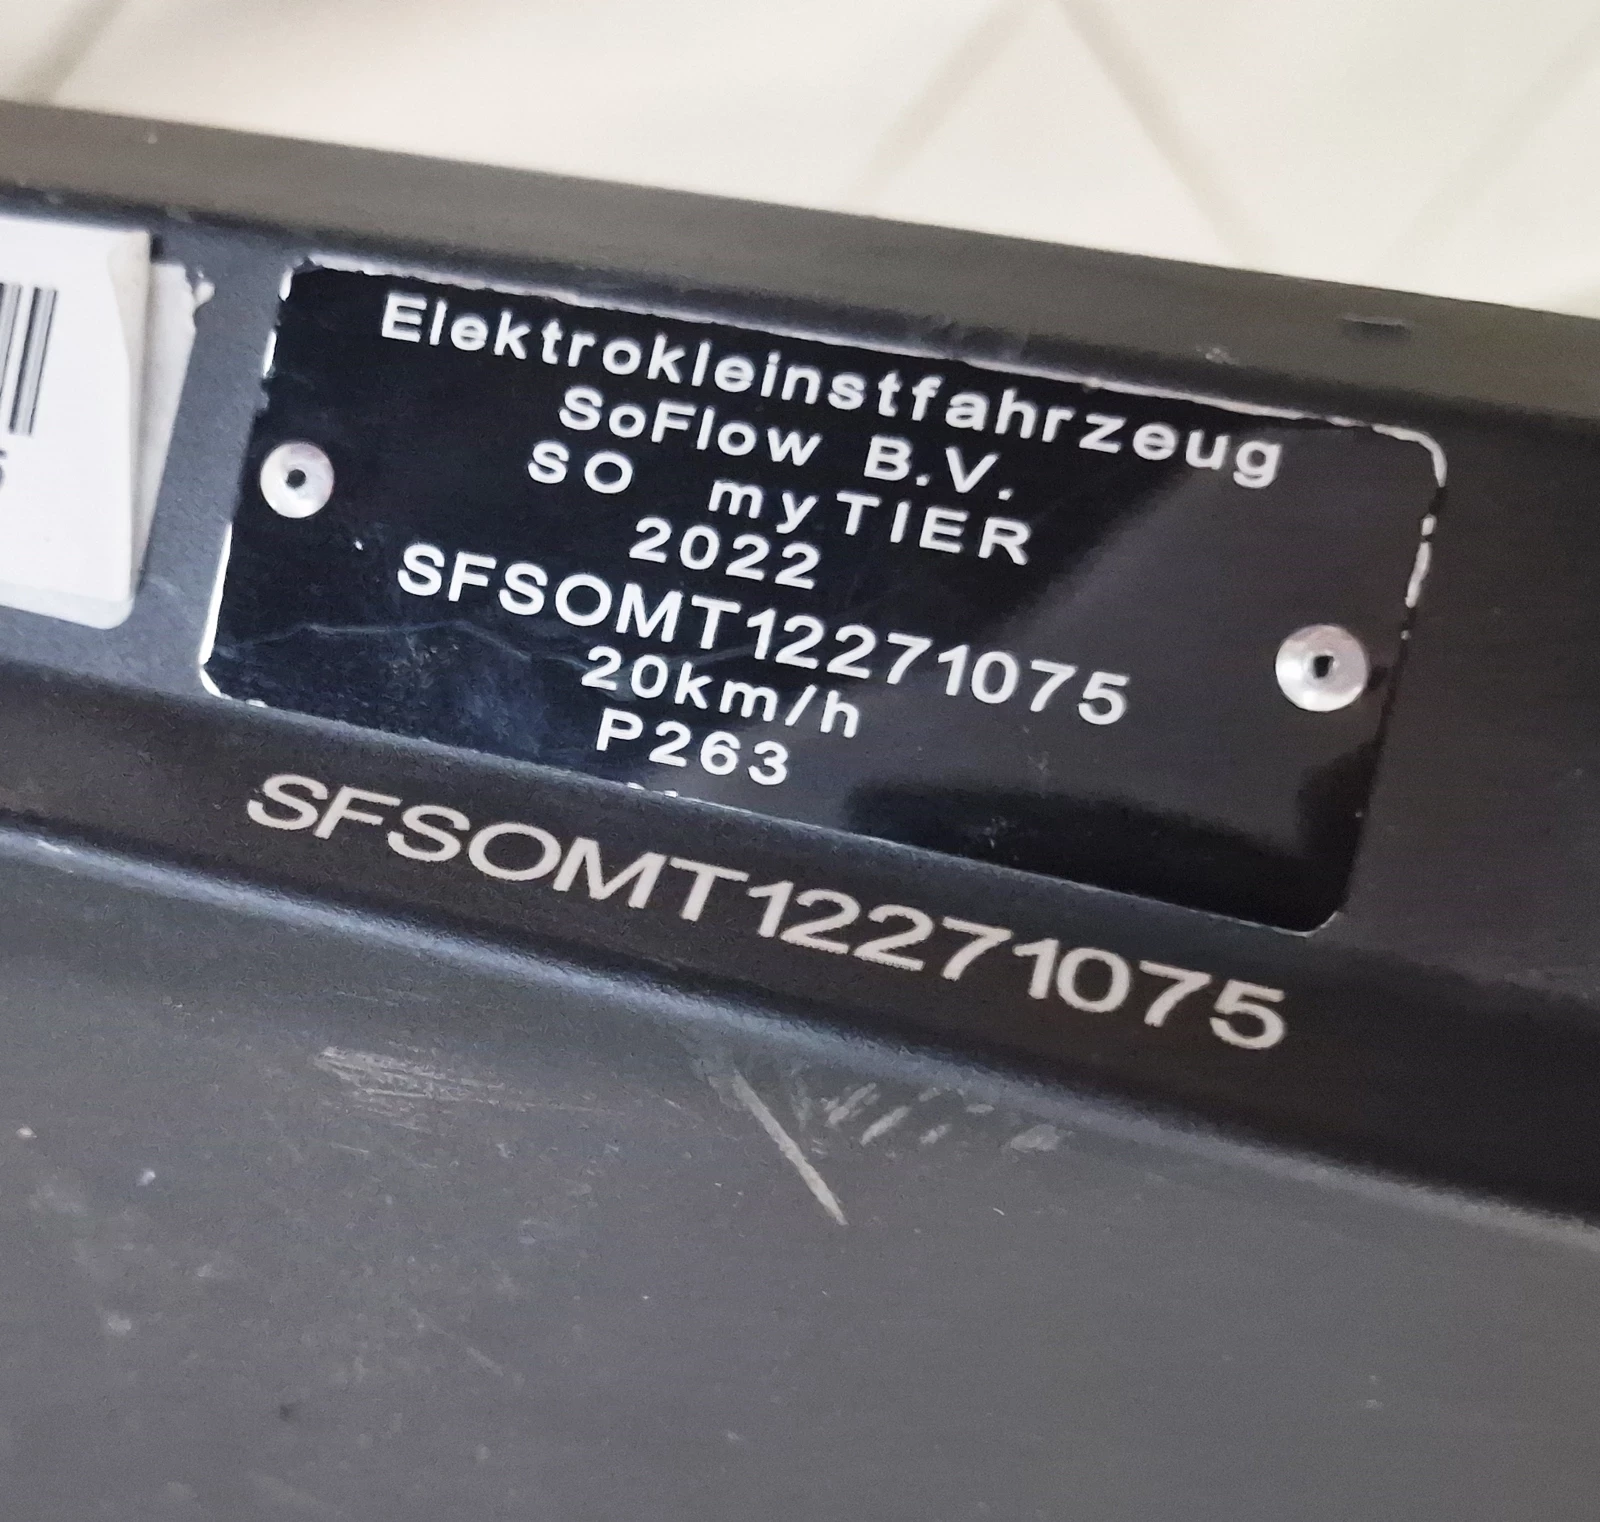 Elektrokleinstfahrzeug
SoFlow B.V.
SO myTIER
2022
SFSOMT12271075
20km/h
P263
SFSOMT12271075